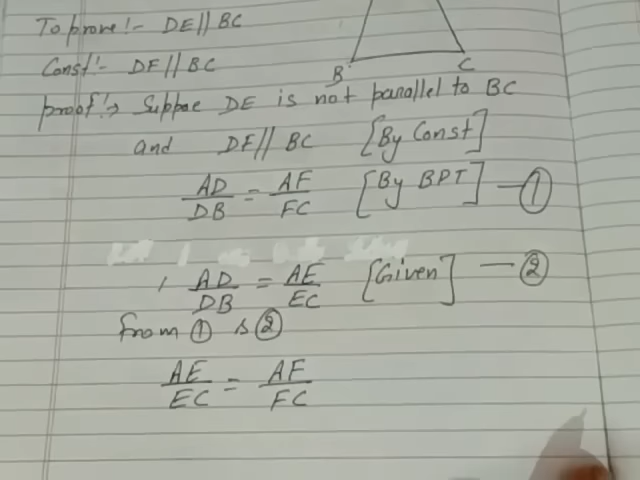 To prove:- DE || BC
Const:- DF || BC
B C
proof:→ Suppae DE is not parallel to BC
and DF || BC [By Const]
AD/DB = AF/FC [By BPT] — ①
, AD/DB = AE/EC [Given] — ②
from ① & ②
AE/EC = AF/FC